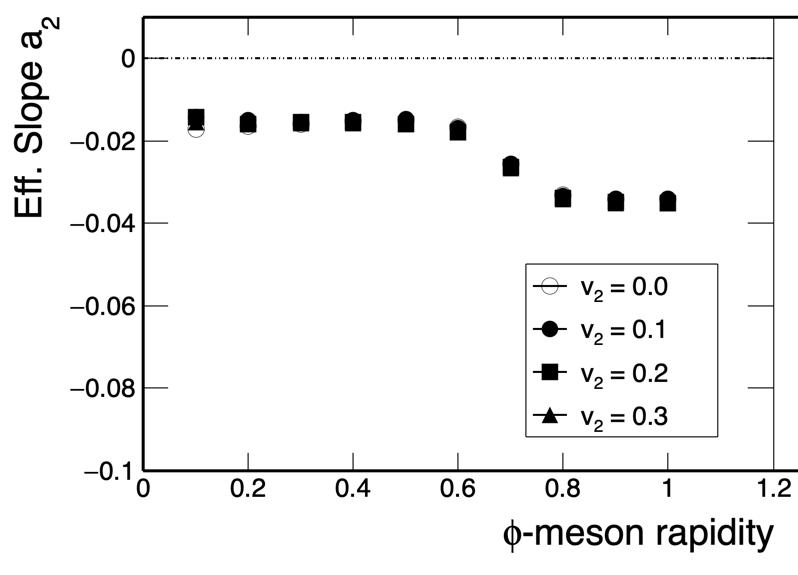 Eff. Slope a₂
0
−0.02
−0.04
−0.06
−0.08
−0.1
v₂ = 0.0
v₂ = 0.1
v₂ = 0.2
v₂ = 0.3
0 0.2 0.4 0.6 0.8 1 1.2
ϕ-meson rapidity